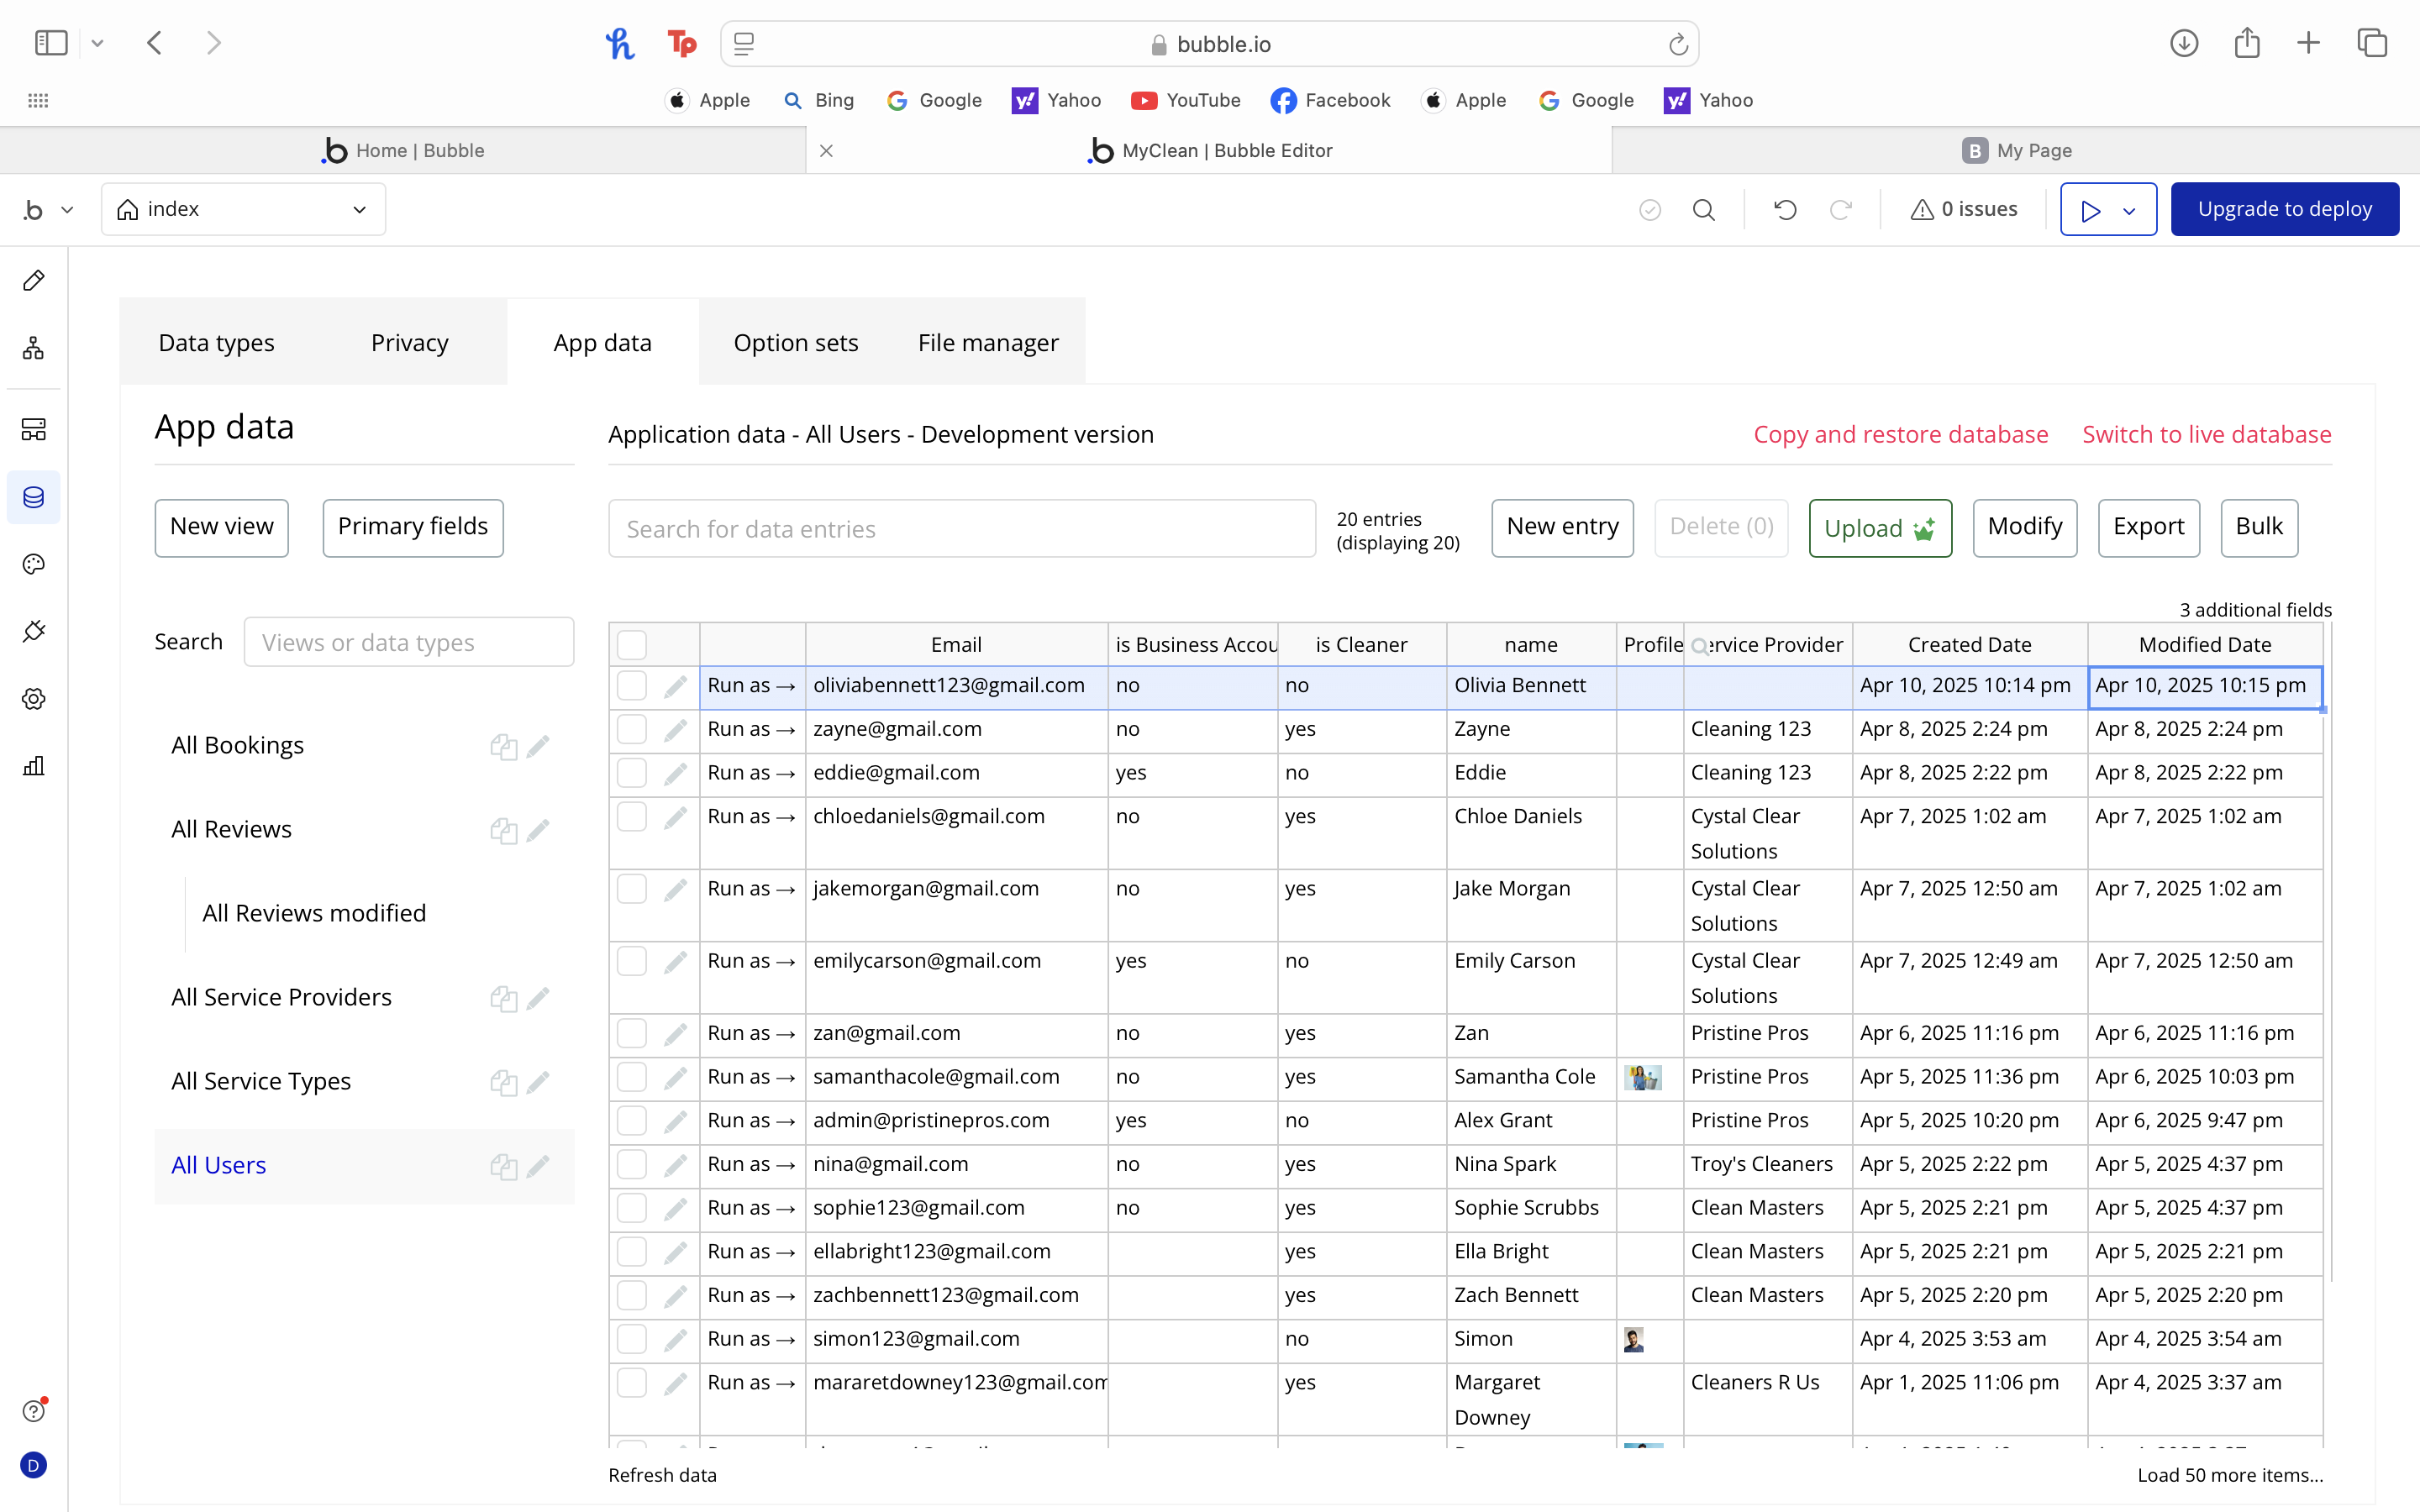 bubble.io
Apple Bing Google Yahoo YouTube Facebook Apple Google Yahoo
Home | Bubble MyClean | Bubble Editor B My Page
index 0 issues Upgrade to deploy
Data types Privacy App data Option sets File manager
App data
Application data - All Users - Development version Copy and restore database Switch to live database
New view Primary fields Search for data entries 20 entries
(displaying 20) New entry Delete (0) Upload Modify Export Bulk
3 additional fields
Search Views or data types
All Bookings
All Reviews
All Reviews modified
All Service Providers
All Service Types
All Users
Email is Business Accou is Cleaner name Profile rvice Provider Created Date Modified Date
Run as → oliviabennett123@gmail.com no no Olivia Bennett Apr 10, 2025 10:14 pm Apr 10, 2025 10:15 pm
Run as → zayne@gmail.com no yes Zayne Cleaning 123 Apr 8, 2025 2:24 pm Apr 8, 2025 2:24 pm
Run as → eddie@gmail.com yes no Eddie Cleaning 123 Apr 8, 2025 2:22 pm Apr 8, 2025 2:22 pm
Run as → chloedaniels@gmail.com no yes Chloe Daniels Cystal Clear Apr 7, 2025 1:02 am Apr 7, 2025 1:02 am
Solutions
Run as → jakemorgan@gmail.com no yes Jake Morgan Cystal Clear Apr 7, 2025 12:50 am Apr 7, 2025 1:02 am
Solutions
Run as → emilycarson@gmail.com yes no Emily Carson Cystal Clear Apr 7, 2025 12:49 am Apr 7, 2025 12:50 am
Solutions
Run as → zan@gmail.com no yes Zan Pristine Pros Apr 6, 2025 11:16 pm Apr 6, 2025 11:16 pm
Run as → samanthacole@gmail.com no yes Samantha Cole Pristine Pros Apr 5, 2025 11:36 pm Apr 6, 2025 10:03 pm
Run as → admin@pristinepros.com yes no Alex Grant Pristine Pros Apr 5, 2025 10:20 pm Apr 6, 2025 9:47 pm
Run as → nina@gmail.com no yes Nina Spark Troy's Cleaners Apr 5, 2025 2:22 pm Apr 5, 2025 4:37 pm
Run as → sophie123@gmail.com no yes Sophie Scrubbs Clean Masters Apr 5, 2025 2:21 pm Apr 5, 2025 4:37 pm
Run as → ellabright123@gmail.com yes Ella Bright Clean Masters Apr 5, 2025 2:21 pm Apr 5, 2025 2:21 pm
Run as → zachbennett123@gmail.com yes Zach Bennett Clean Masters Apr 5, 2025 2:20 pm Apr 5, 2025 2:20 pm
Run as → simon123@gmail.com no Simon Apr 4, 2025 3:53 am Apr 4, 2025 3:54 am
Run as → mararetdowney123@gmail.com yes Margaret Cleaners R Us Apr 1, 2025 11:06 pm Apr 4, 2025 3:37 am
Downey
D
Refresh data Load 50 more items...